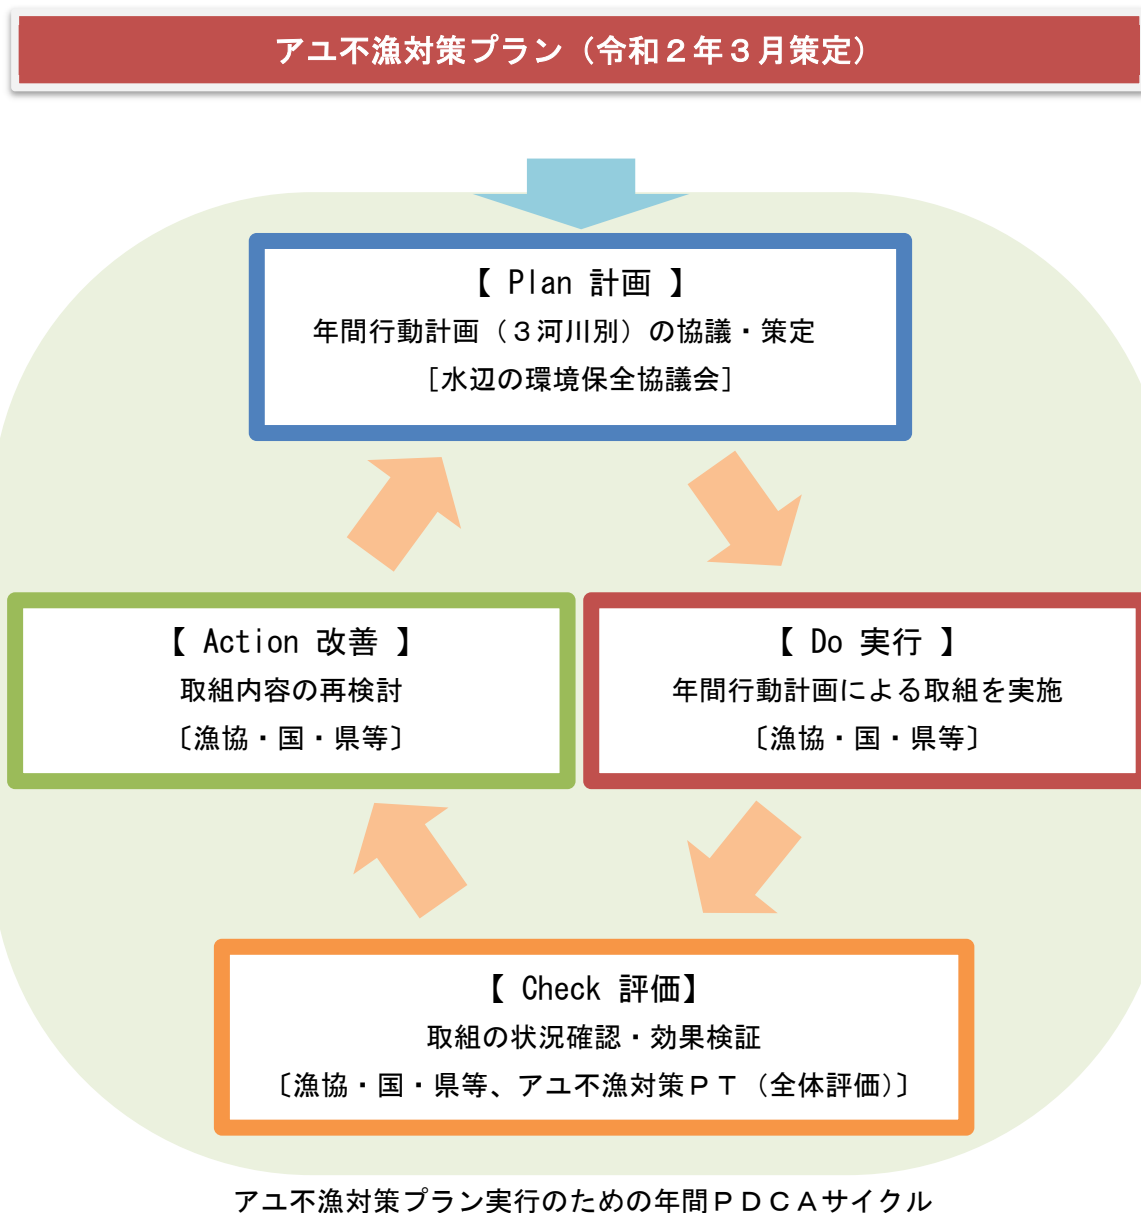 アユ不漁対策プラン（令和２年３月策定）
【 Plan 計画 】
年間行動計画（３河川別）の協議・策定
［水辺の環境保全協議会］
【 Action 改善 】
取組内容の再検討
〔漁協・国・県等〕
【 Do 実行 】
年間行動計画による取組を実施
〔漁協・国・県等〕
【 Check 評価】
取組の状況確認・効果検証
〔漁協・国・県等、アユ不漁対策ＰＴ（全体評価）〕
アユ不漁対策プラン実行のための年間ＰＤＣＡサイクル